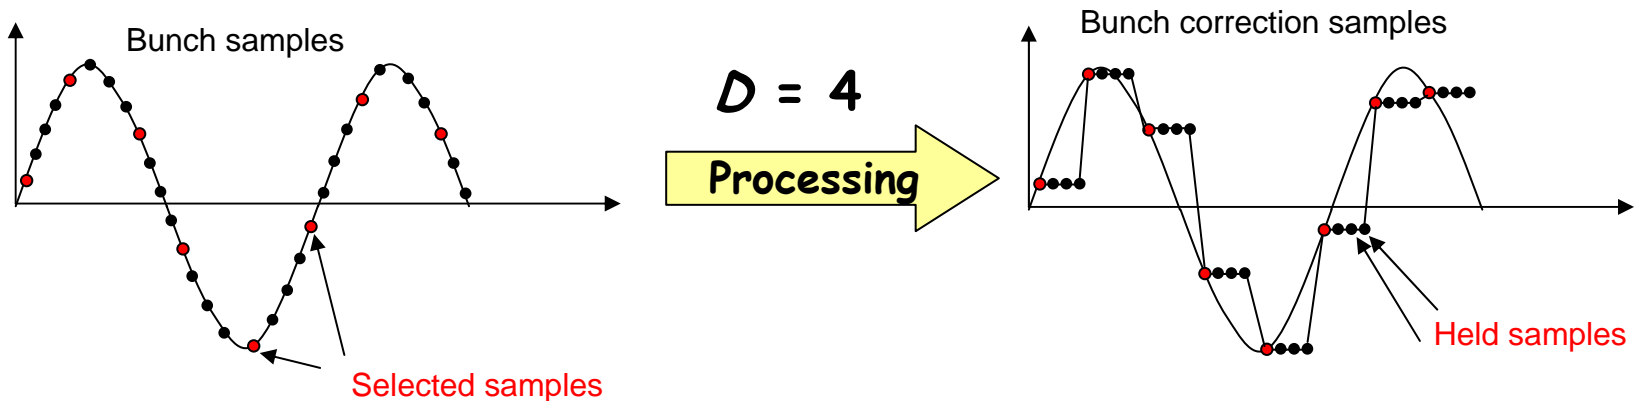 Bunch samples
Selected samples
D = 4
Processing
Bunch correction samples
Held samples